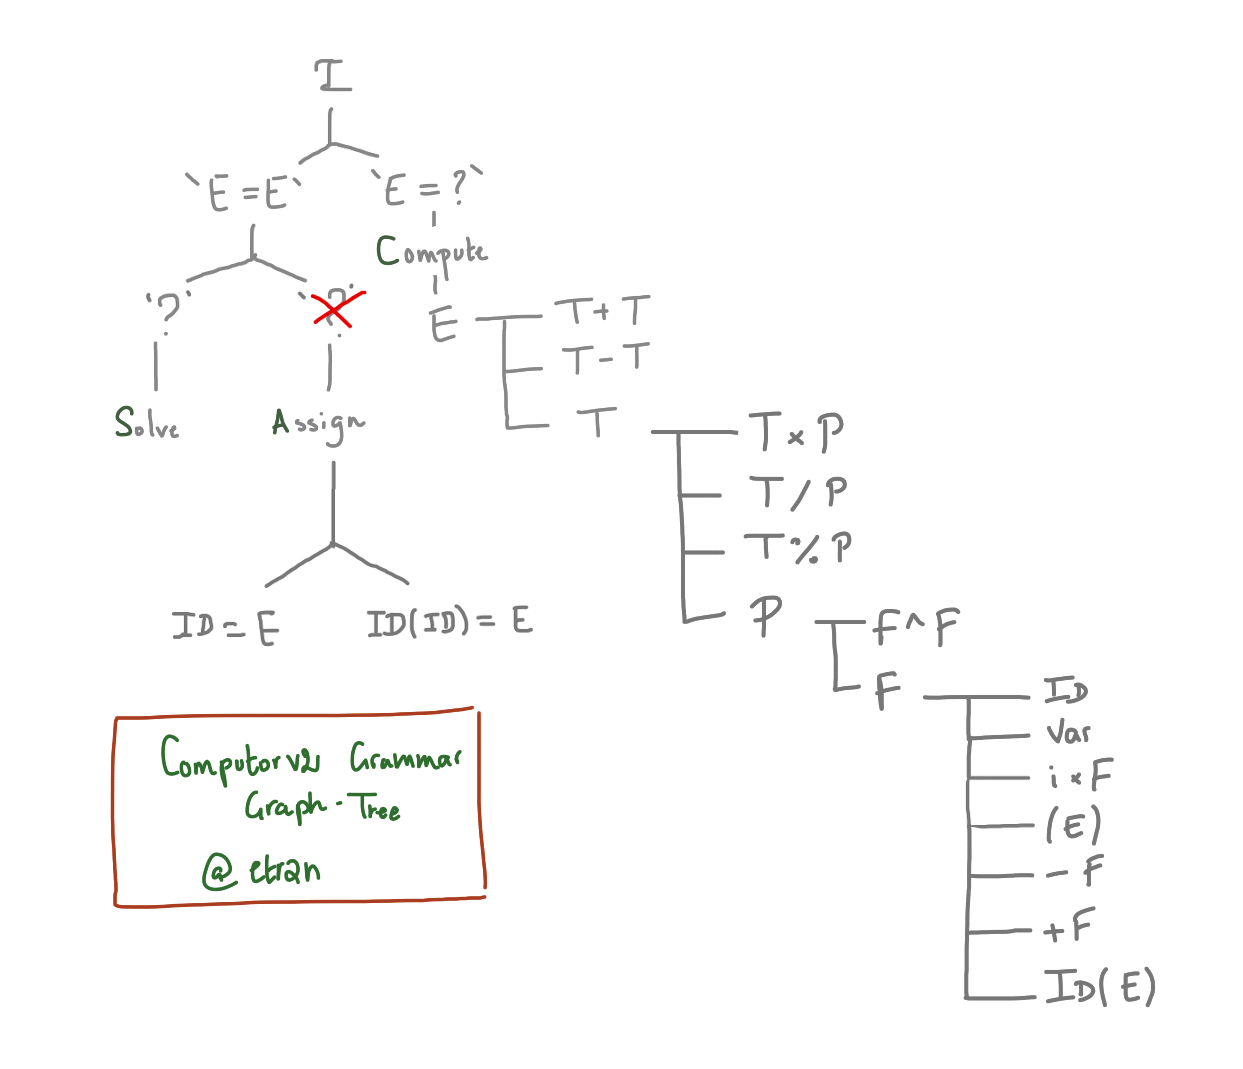 I
`E = E` `E = ?`
Compute
'?' '?'
E T + T
T - T
T
Solve Assign
T × P
T / P
T % P
P
ID = E ID(ID) = E
F ^ F
F
ID
Var
i × F
(E)
- F
+ F
ID(E)
Computorv2 Grammar
Graph-Tree
@ etran